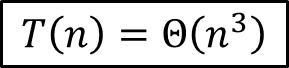 T(n) = Θ(n³)